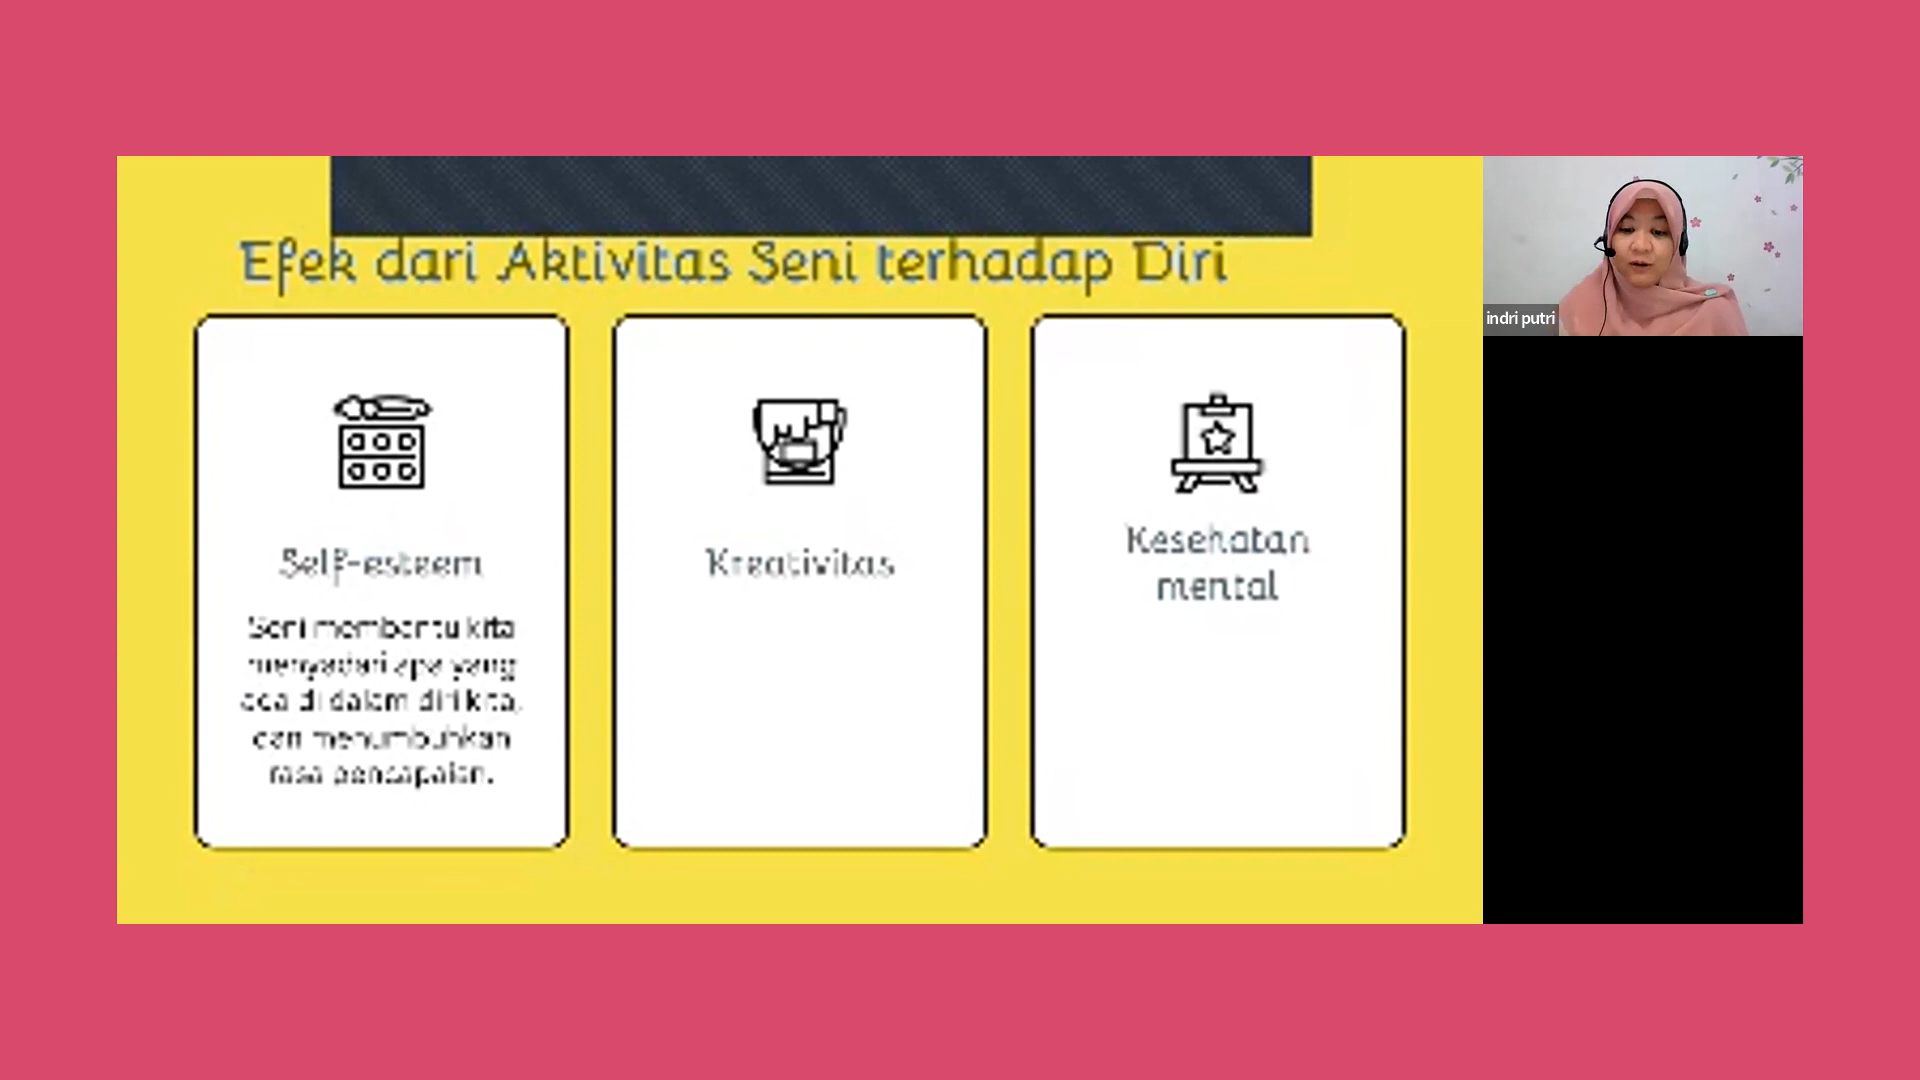 Efek dari Aktivitas Seni terhadap Diri
Self-esteem
Seni membantu kita
menyadari apa yang
ada di dalam diri kita,
dan menumbuhkan
rasa pencapaian.
Kreativitas
Kesehatan
mental
indri putri